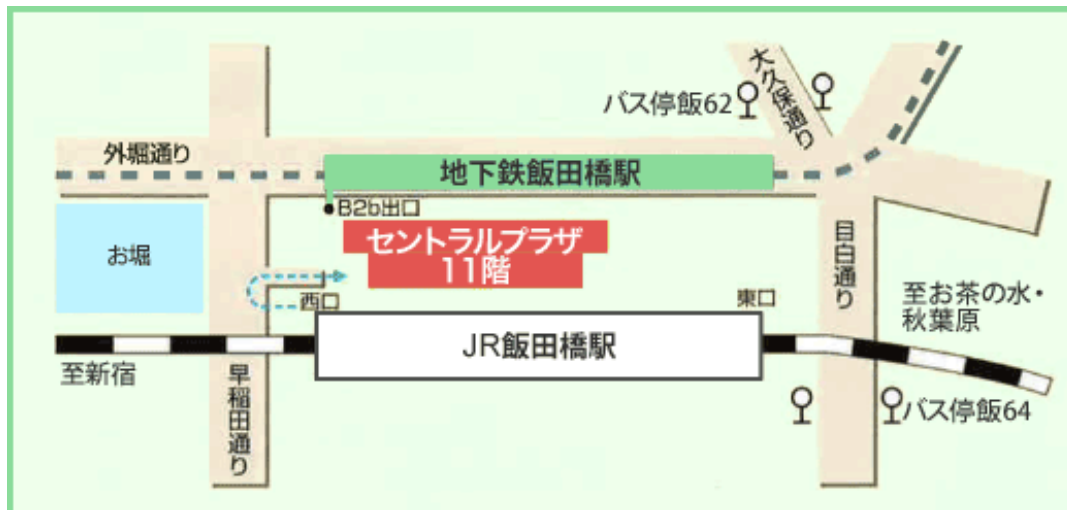 大久保通り
バス停飯62
外堀通り
地下鉄飯田橋駅
B2b出口
セントラルプラザ
11階
お堀
目白通り
西口
東口
至お茶の水・
秋葉原
JR飯田橋駅
至新宿
早稲田通り
バス停飯64